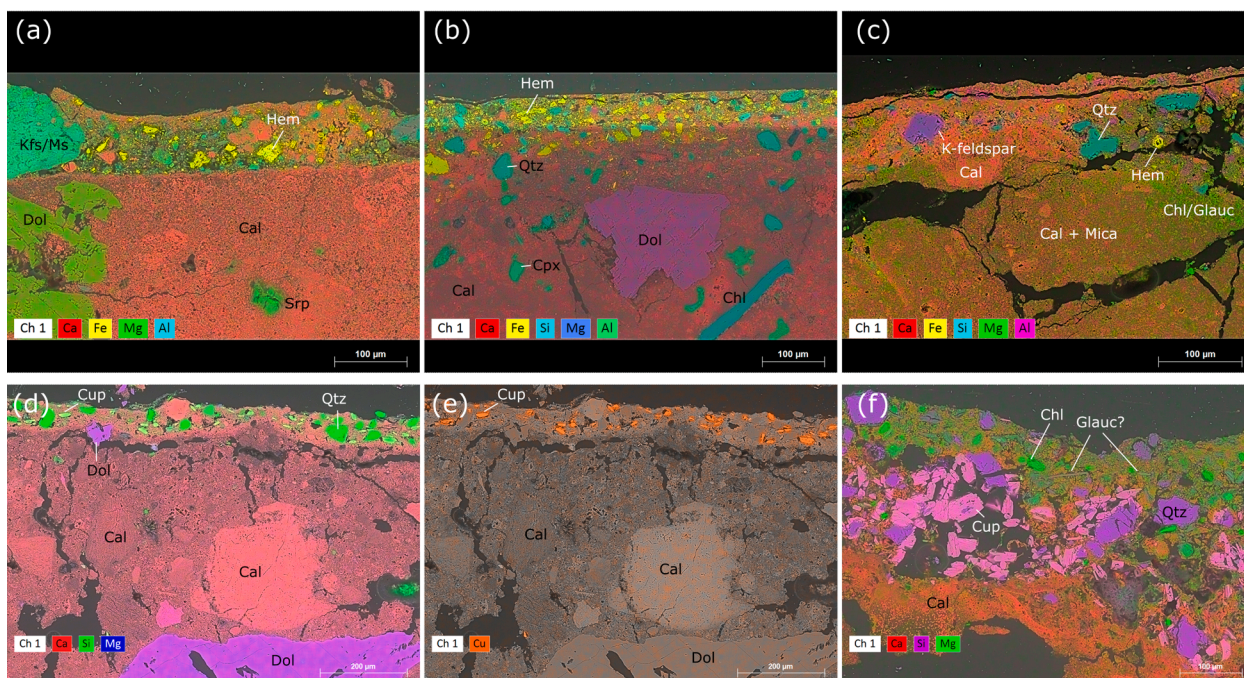 (a)
Hem
Kfs/Ms
Dol
Cal
Srp
Ch 1 Ca Fe Mg Al
100 µm
(b)
Hem
Qtz
Dol
Cpx
Cal
Chl
Ch 1 Ca Fe Si Mg Al
100 µm
(c)
Qtz
K-feldspar
Hem
Cal
Chl/Glauc
Cal + Mica
Ch 1 Ca Fe Si Mg Al
100 µm
(d)
Cup
Qtz
Dol
Cal
Cal
Ch 1 Ca Si Mg
Dol
200 µm
(e)
Cup
Cal
Ch 1 Cu
Dol
200 µm
(f)
Chl
Glauc?
Qtz
Cup
Cal
Ch 1 Ca Si Mg
100 µm